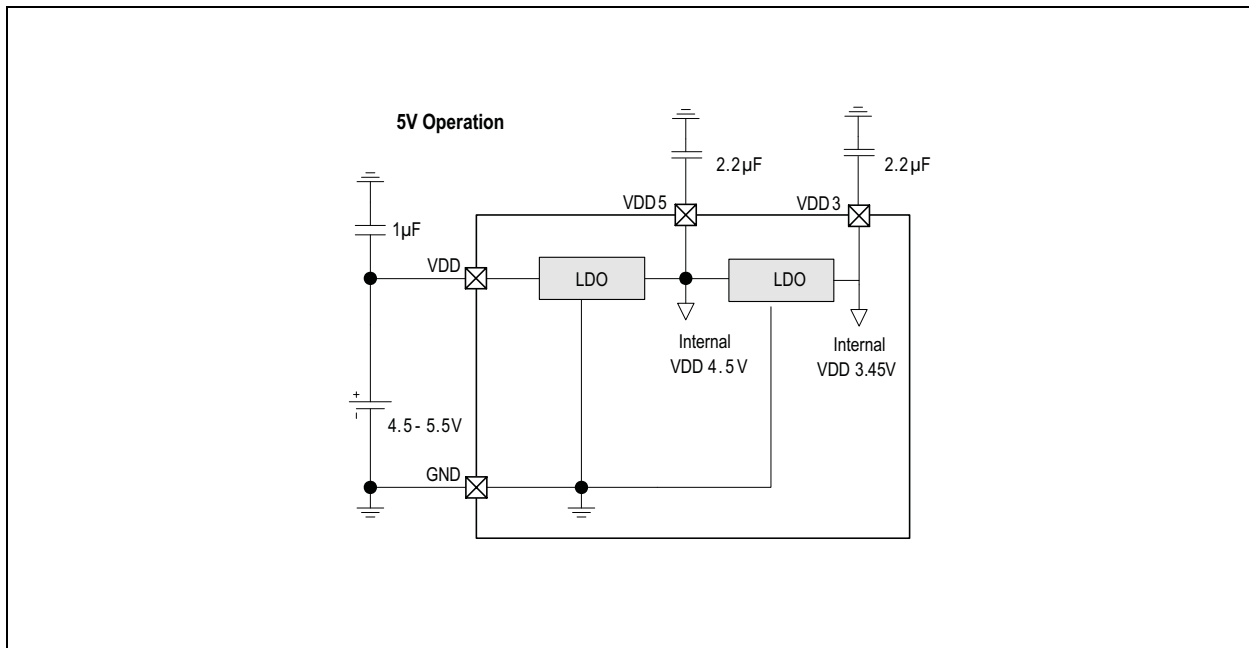 5V Operation
2.2µF
2.2µF
VDD5
VDD3
1µF
VDD
LDO
LDO
Internal
VDD 4.5V
Internal
VDD 3.45V
+
-
4.5- 5.5V
GND